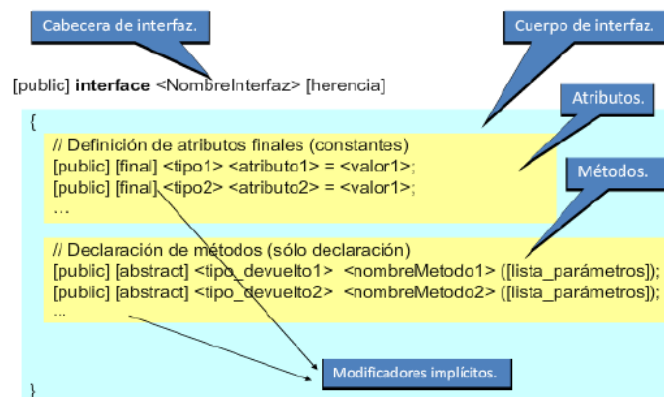 Cabecera de interfaz.
Cuerpo de interfaz.
[public] interface <NombreInterfaz> [herencia]
Atributos.
{
// Definición de atributos finales (constantes)
[public] [final] <tipo1> <atributo1> = <valor1>;
[public] [final] <tipo2> <atributo2> = <valor1>;
...
Métodos.
// Declaración de métodos (sólo declaración)
[public] [abstract] <tipo_devuelto1> <nombreMetodo1> ([lista_parámetros]);
[public] [abstract] <tipo_devuelto2> <nombreMetodo2> ([lista_parámetros]);
...
Modificadores implícitos.
}